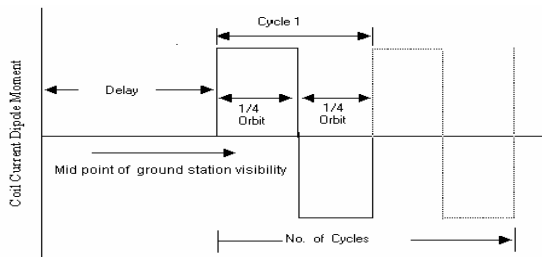 Cycle 1
Delay
1/4
Orbit
1/4
Orbit
Coil Current Dipole Moment
Mid point of ground station visibility
No. of Cycles